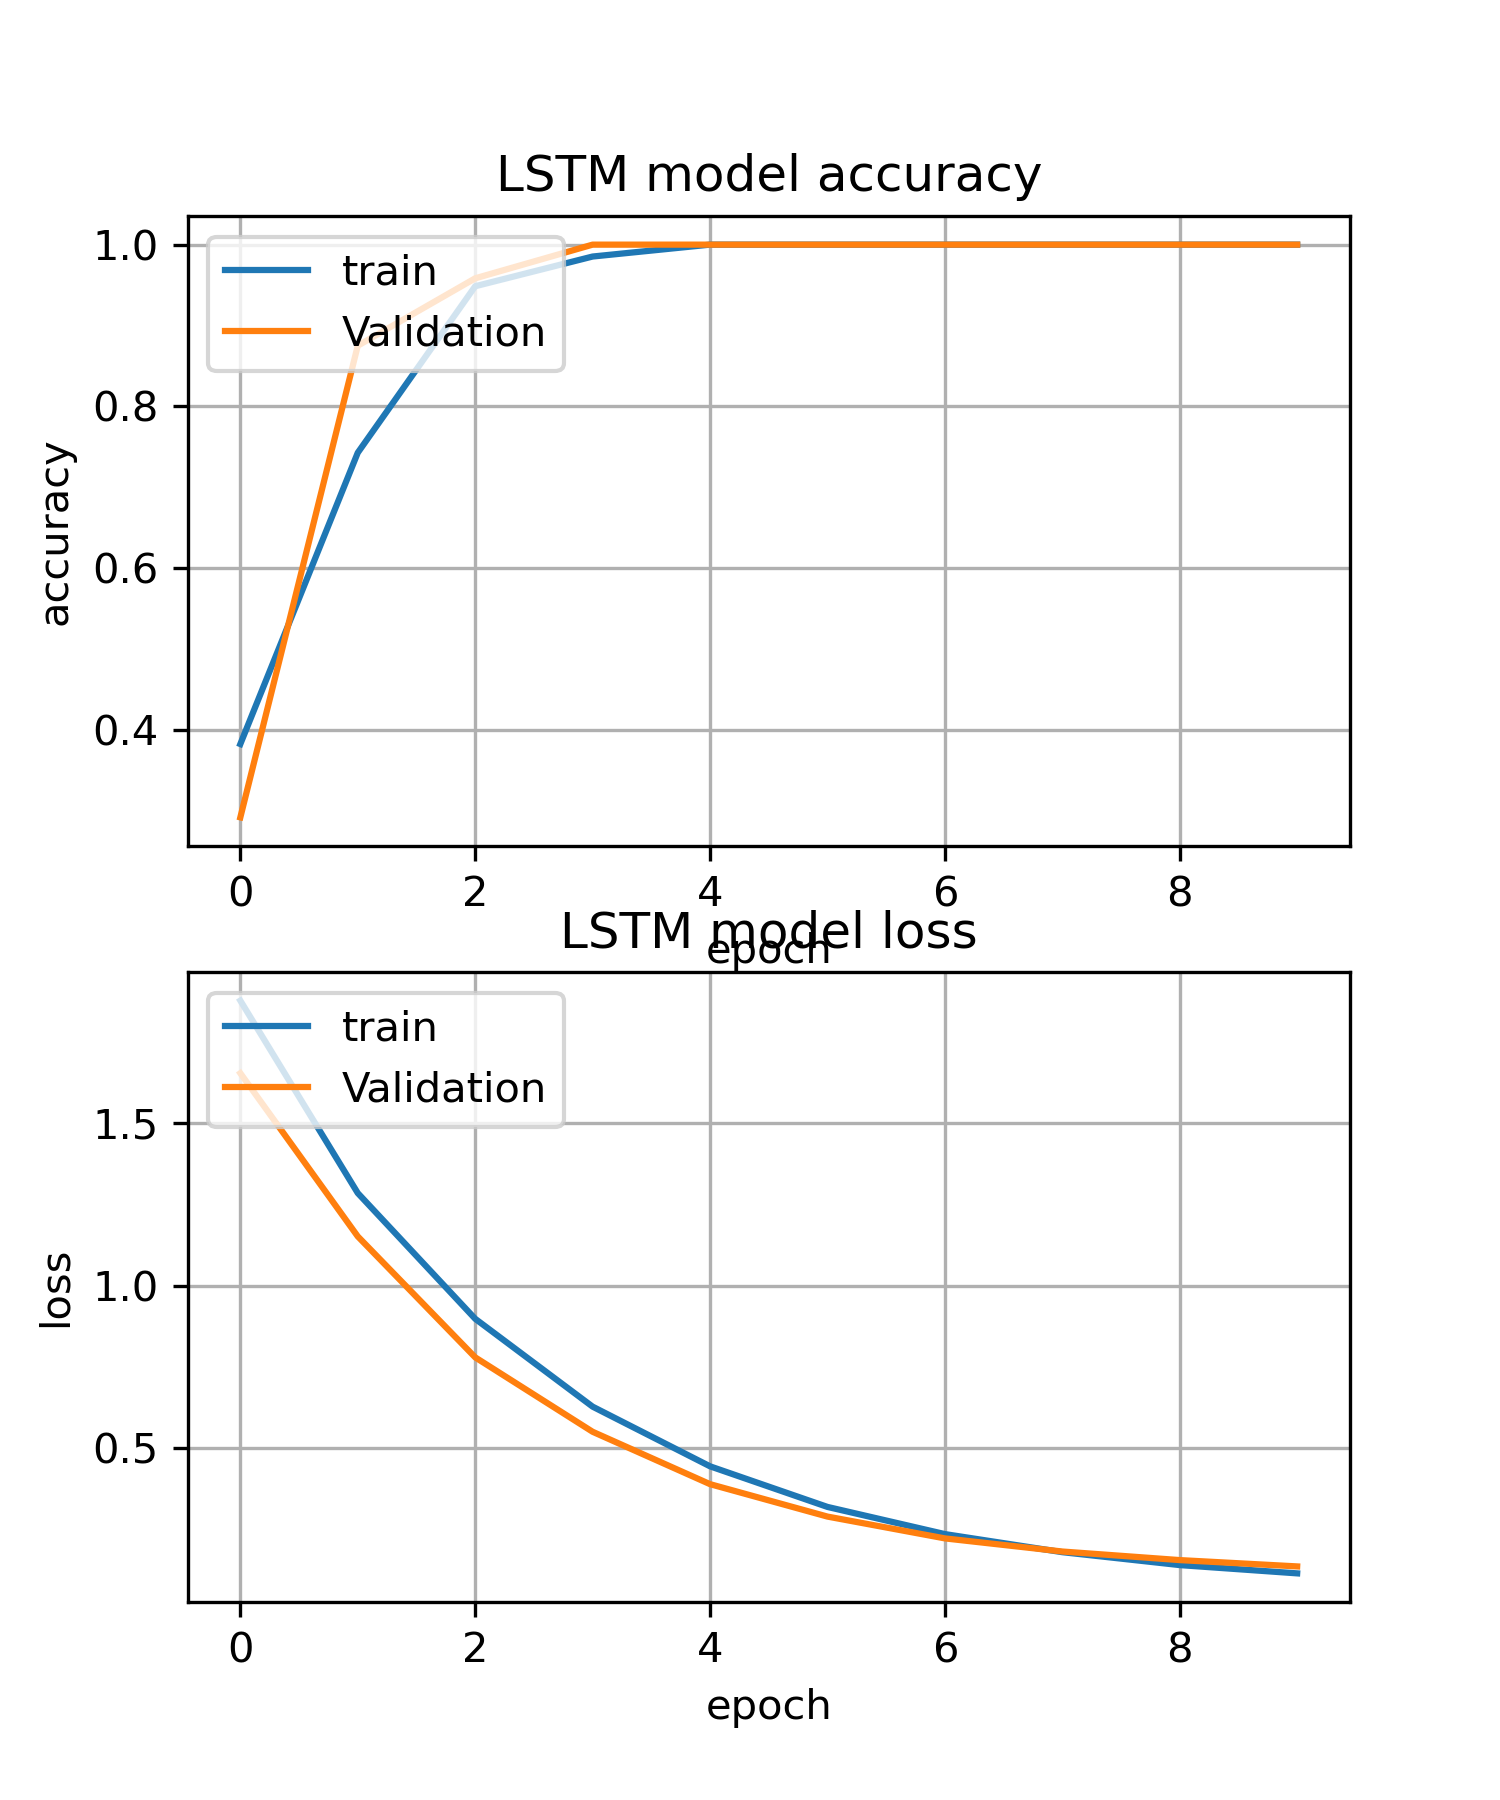 LSTM model accuracy
train
Validation
1.0
0.8
0.6
0.4
accuracy
0 2 4 6 8
epoch
LSTM model loss
train
Validation
1.5
1.0
0.5
loss
0 2 4 6 8
epoch